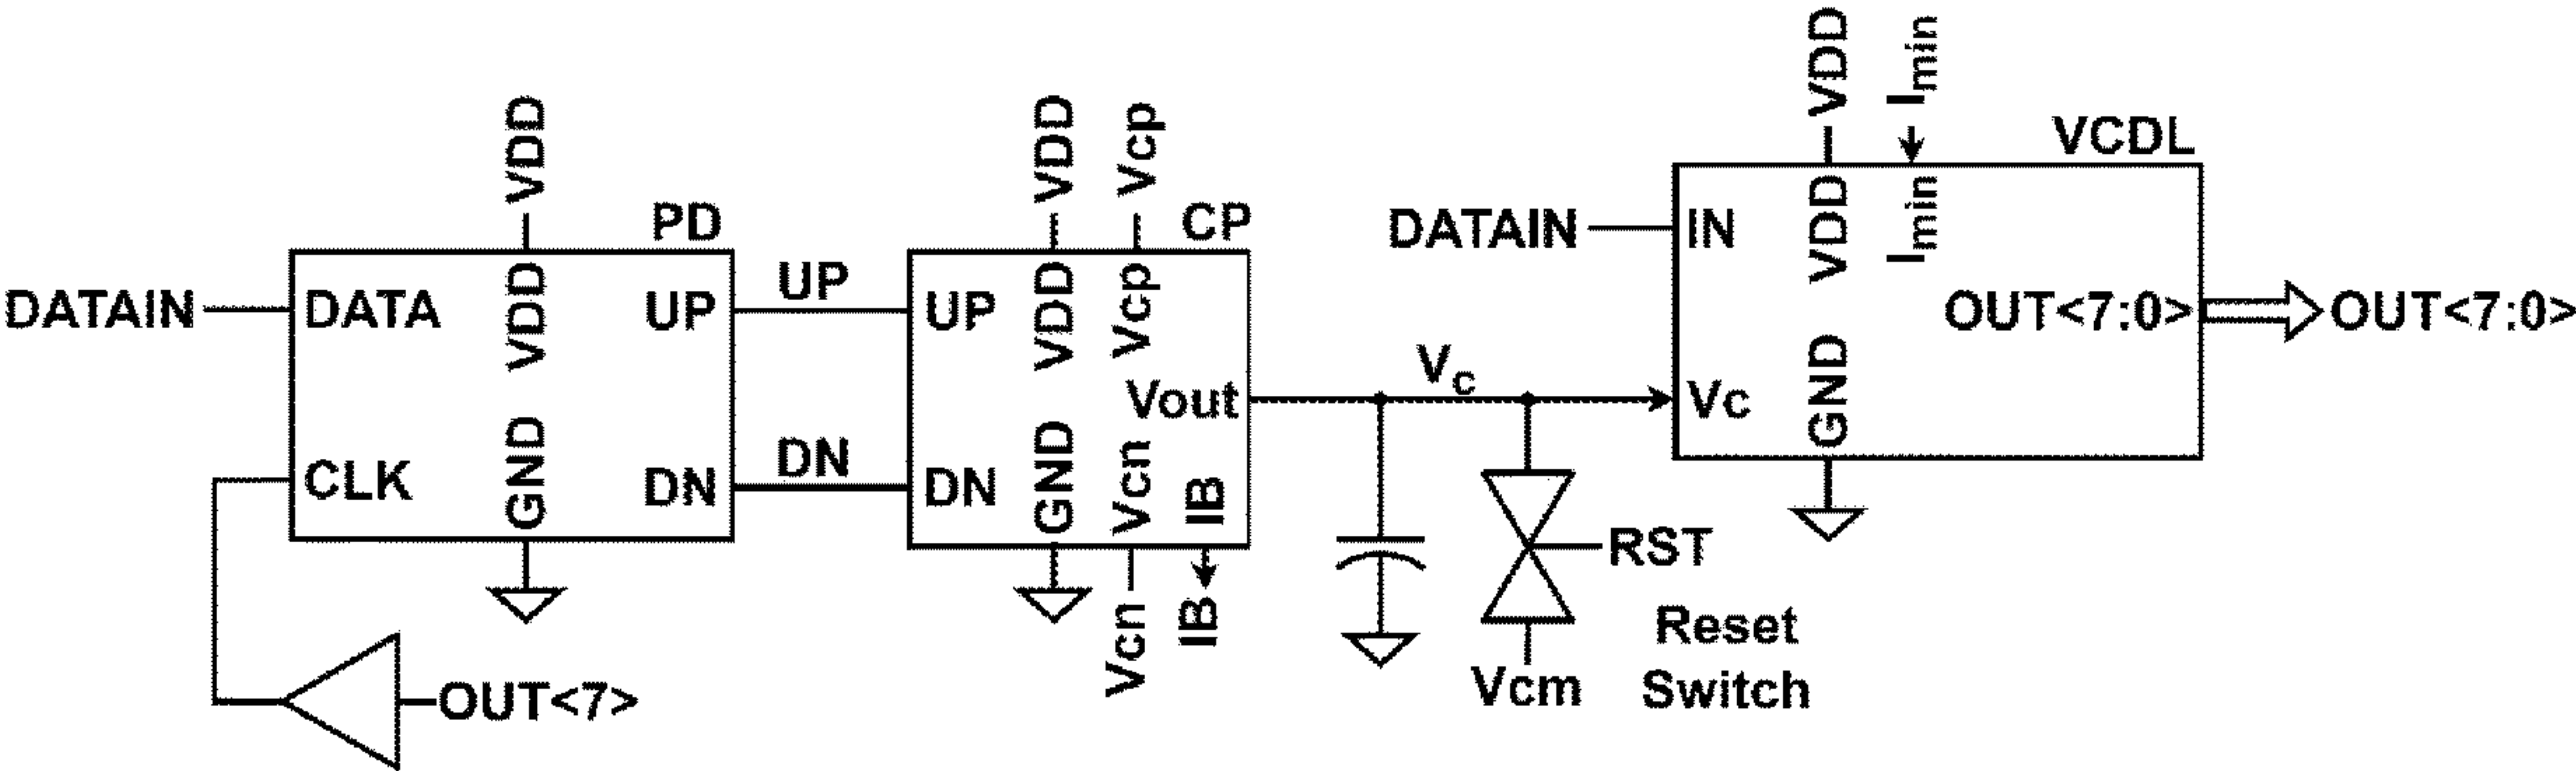 VDD
PD
DATAIN
DATA
VDD
UP
CLK
GND
DN
OUT<7>
UP
DN
VDD
Vcp
CP
UP
VDD
Vcp
Vout
DN
GND
Vcn
IB
Vcn
IB
Vc
RST
Reset
Switch
Vcm
VDD
Imin
VCDL
DATAIN
IN
VDD
Imin
OUT<7:0>
OUT<7:0>
Vc
GND